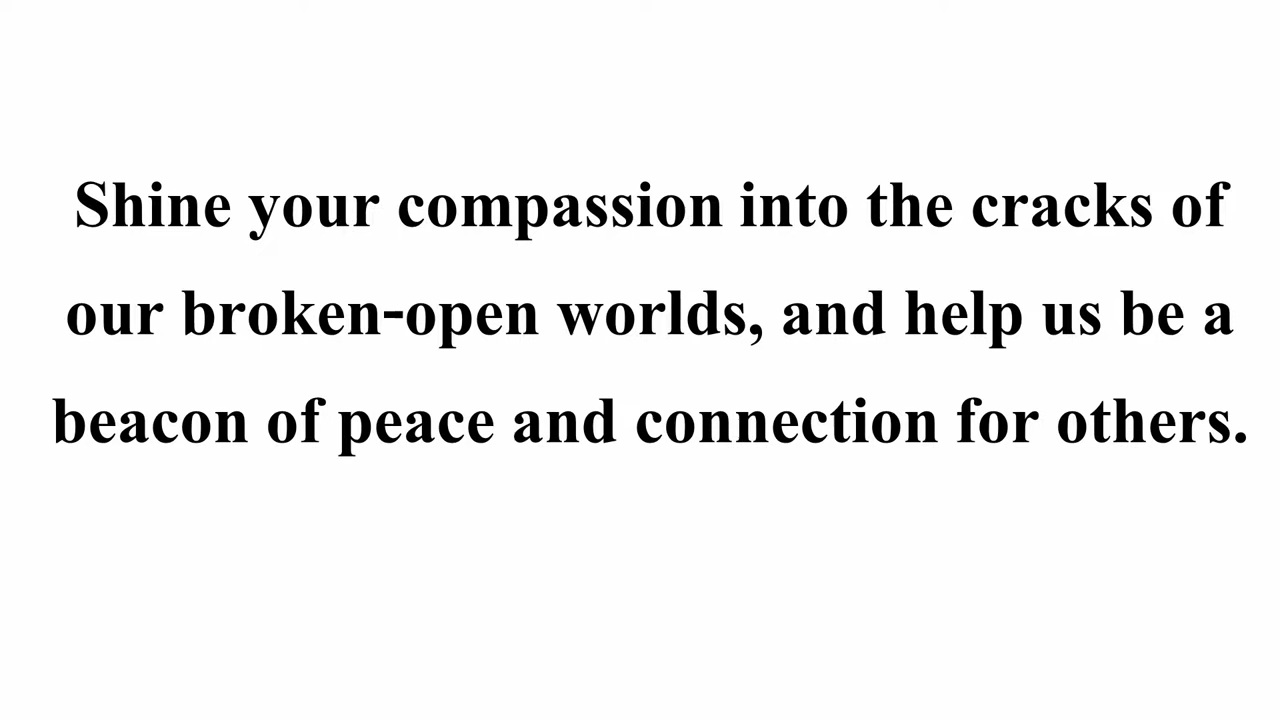 Shine your compassion into the cracks of
our broken-open worlds, and help us be a
beacon of peace and connection for others.